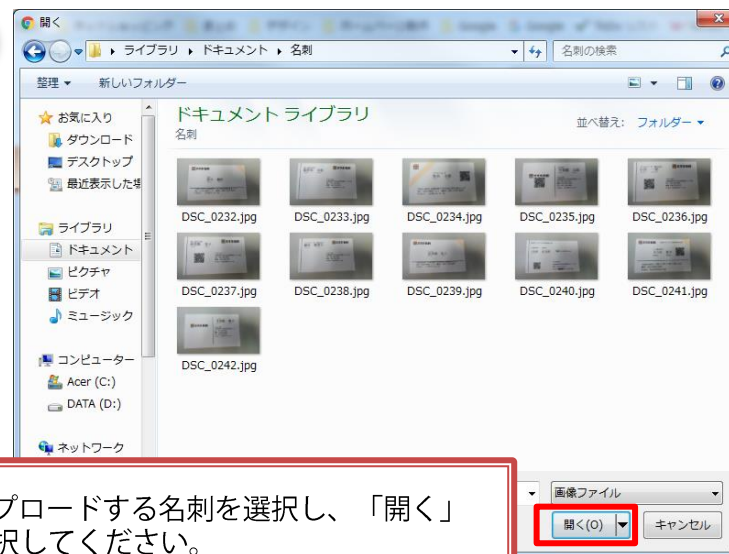 開く
ライブラリ ▶ ドキュメント ▶ 名刺
名刺の検索
整理 ▼ 新しいフォルダー
お気に入り
ダウンロード
デスクトップ
最近表示した場
ライブラリ
ドキュメント
ピクチャ
ビデオ
ミュージック
コンピューター
Acer (C:)
DATA (D:)
ネットワーク
ドキュメント ライブラリ
名刺
並べ替え: フォルダー ▼
DSC_0232.jpg DSC_0233.jpg DSC_0234.jpg DSC_0235.jpg DSC_0236.jpg
DSC_0237.jpg DSC_0238.jpg DSC_0239.jpg DSC_0240.jpg DSC_0241.jpg
DSC_0242.jpg
画像ファイル
開く(O) キャンセル
プロードする名刺を選択し、「開く」
択してください。